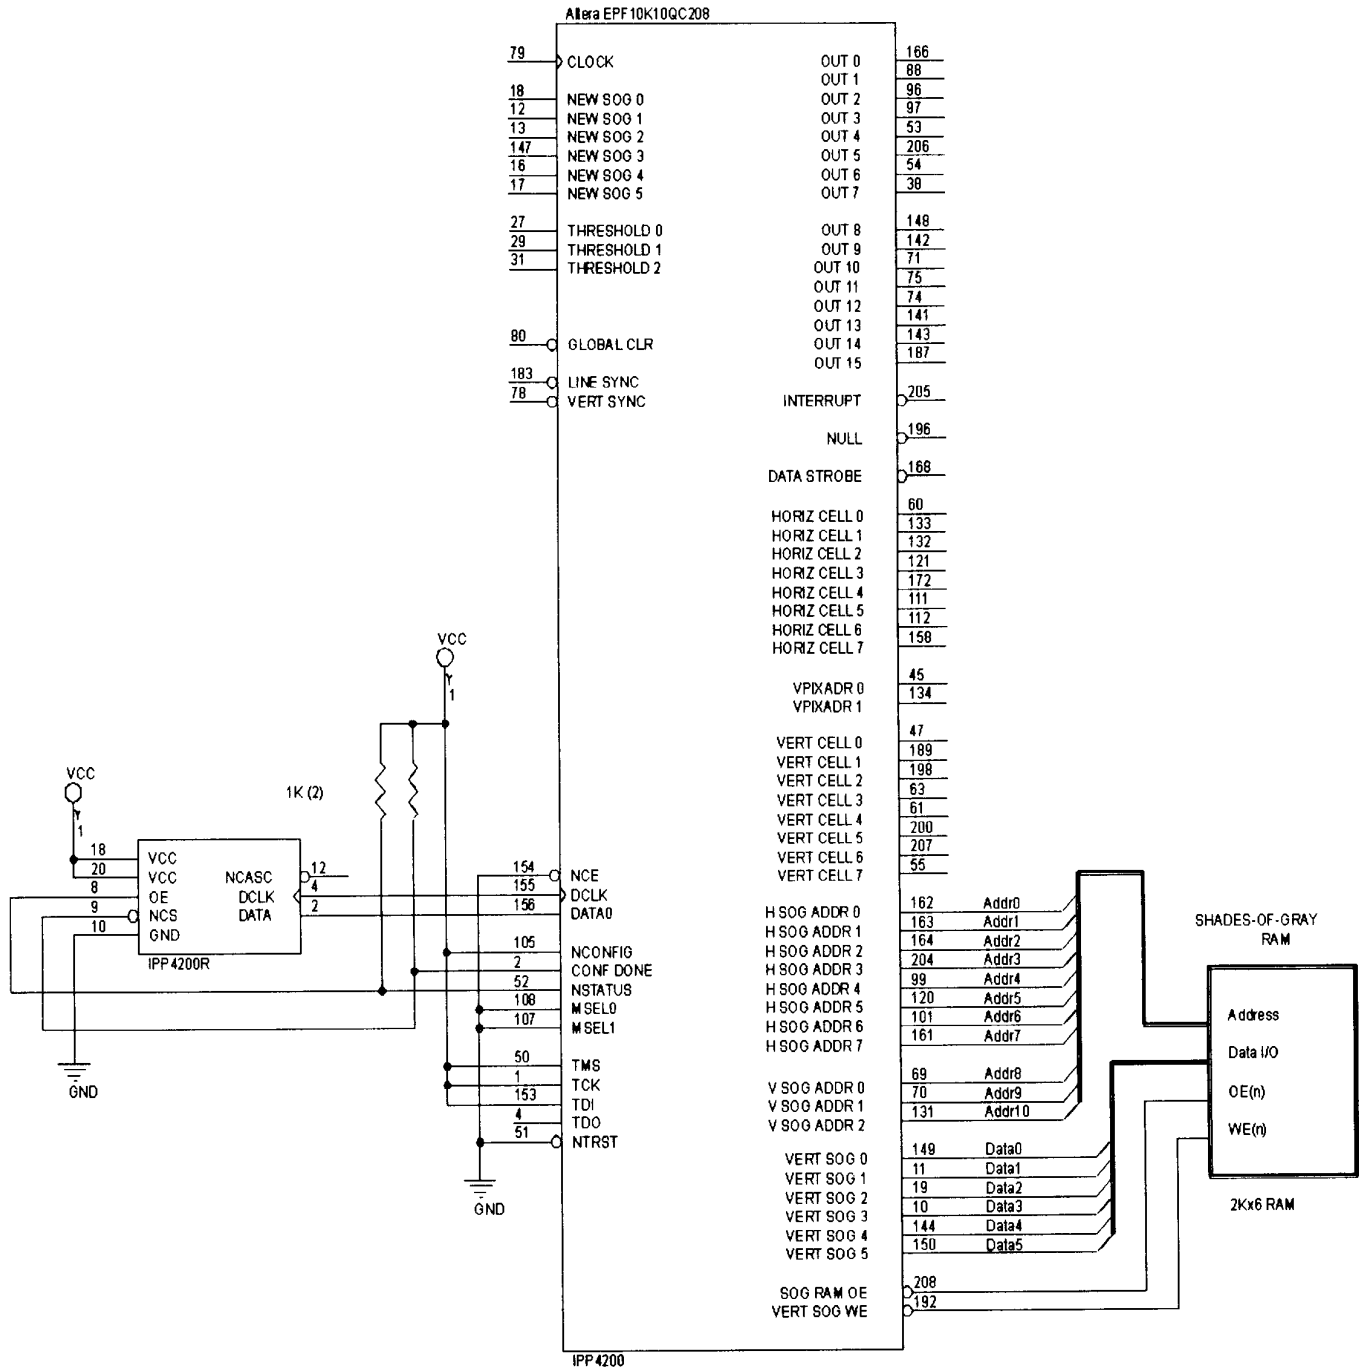 Altera EPF10K10QC208
79 CLOCK
18 NEW SOG 0
12 NEW SOG 1
13 NEW SOG 2
147 NEW SOG 3
16 NEW SOG 4
17 NEW SOG 5
27 THRESHOLD 0
29 THRESHOLD 1
31 THRESHOLD 2
80 GLOBAL CLR
183 LINE SYNC
78 VERT SYNC
OUT 0 166
OUT 1 88
OUT 2 96
OUT 3 97
OUT 4 53
OUT 5 206
OUT 6 54
OUT 7 38
OUT 8 148
OUT 9 142
OUT 10 71
OUT 11 75
OUT 12 74
OUT 13 141
OUT 14 143
OUT 15 187
INTERRUPT 205
NULL 196
DATA STROBE 168
HORIZ CELL 0 60
HORIZ CELL 1 133
HORIZ CELL 2 132
HORIZ CELL 3 121
HORIZ CELL 4 172
HORIZ CELL 5 111
HORIZ CELL 6 112
HORIZ CELL 7 158
VPIXADR 0 45
VPIXADR 1 134
VERT CELL 0 47
VERT CELL 1 189
VERT CELL 2 198
VERT CELL 3 63
VERT CELL 4 61
VERT CELL 5 200
VERT CELL 6 207
VERT CELL 7 55
VCC
1
1K (2)
VCC
1
18 VCC
20 VCC
8 OE
9 NCS
10 GND
NCASC 12
DCLK 4
DATA 2
IPP4200R
GND
154 NCE
155 DCLK
156 DATA0
105 NCONFIG
2 CONF DONE
52 NSTATUS
108 MSEL0
107 MSEL1
50 TMS
1 TCK
153 TDI
4 TDO
51 NTRST
GND
H SOG ADDR 0 162 Addr0
H SOG ADDR 1 163 Addr1
H SOG ADDR 2 164 Addr2
H SOG ADDR 3 204 Addr3
H SOG ADDR 4 99 Addr4
H SOG ADDR 5 120 Addr5
H SOG ADDR 6 101 Addr6
H SOG ADDR 7 161 Addr7
V SOG ADDR 0 69 Addr8
V SOG ADDR 1 70 Addr9
V SOG ADDR 2 131 Addr10
VERT SOG 0 149 Data0
VERT SOG 1 11 Data1
VERT SOG 2 19 Data2
VERT SOG 3 10 Data3
VERT SOG 4 144 Data4
VERT SOG 5 150 Data5
SOG RAM OE 208
VERT SOG WE 192
IPP4200
SHADES-OF-GRAY
RAM
Address
Data I/O
OE(n)
WE(n)
2Kx6 RAM